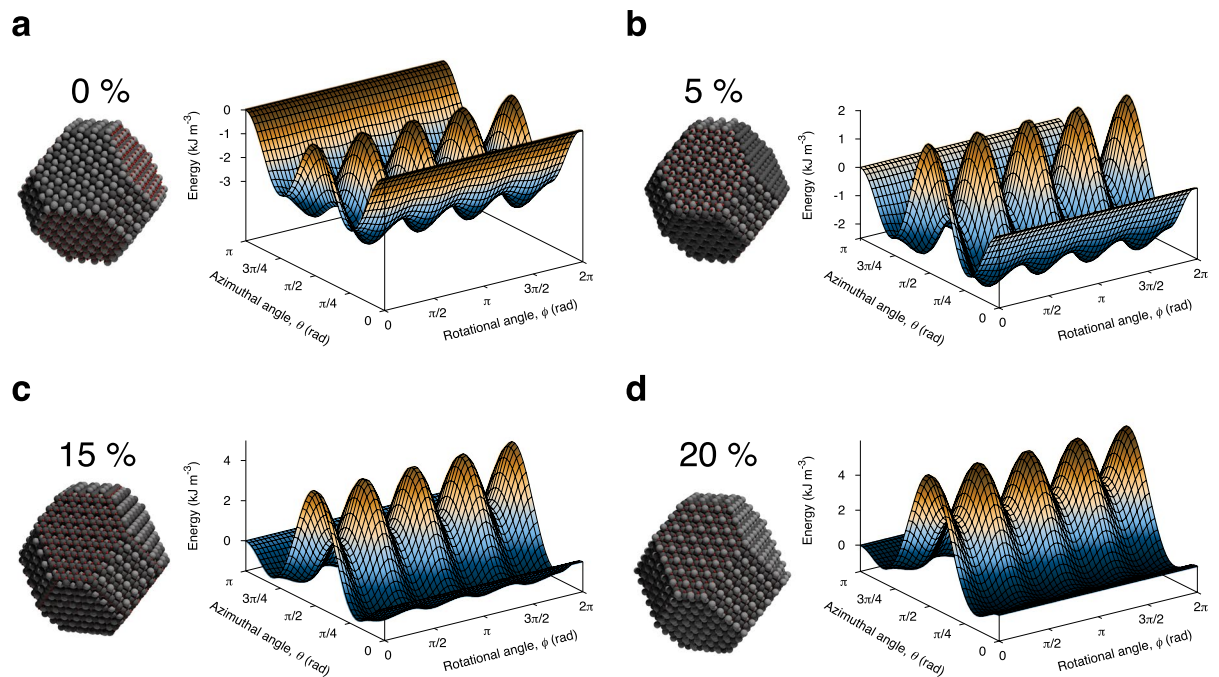 a
0 %
0
-1
-2
-3
Energy (kJ m-3)
π
3π/4
π/2
π/4
0
Azimuthal angle, θ (rad)
0
π/2
π
3π/2
2π
Rotational angle, ϕ (rad)
b
5 %
2
1
0
-1
-2
Energy (kJ m-3)
π
3π/4
π/2
π/4
0
Azimuthal angle, θ (rad)
0
π/2
π
3π/2
2π
Rotational angle, ϕ (rad)
c
15 %
4
2
0
Energy (kJ m-3)
π
3π/4
π/2
π/4
0
Azimuthal angle, θ (rad)
0
π/2
π
3π/2
2π
Rotational angle, ϕ (rad)
d
20 %
4
2
0
Energy (kJ m-3)
π
3π/4
π/2
π/4
0
Azimuthal angle, θ (rad)
0
π/2
π
3π/2
2π
Rotational angle, ϕ (rad)